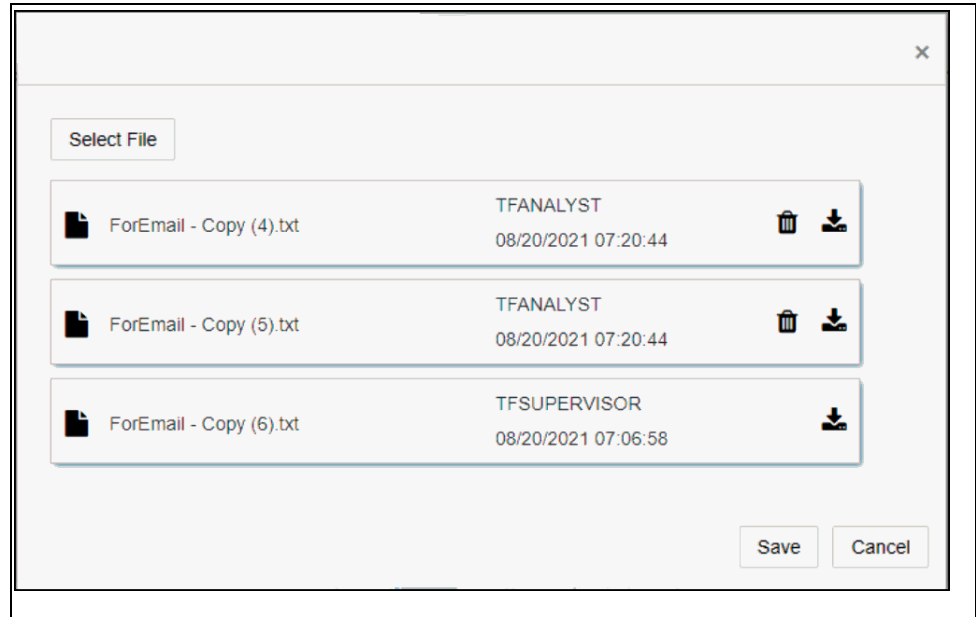 ×
Select File
ForEmail - Copy (4).txt
TFANALYST
08/20/2021 07:20:44
ForEmail - Copy (5).txt
TFANALYST
08/20/2021 07:20:44
ForEmail - Copy (6).txt
TFSUPERVISOR
08/20/2021 07:06:58
Save Cancel